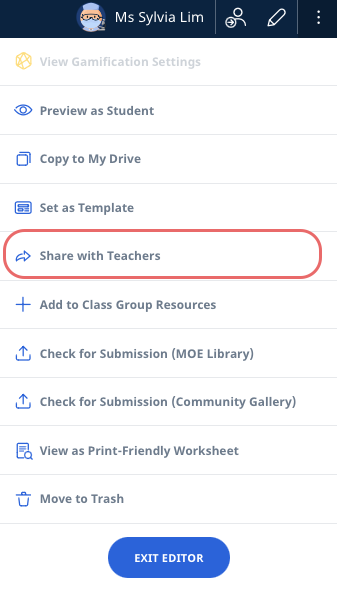 Ms Sylvia Lim
View Gamification Settings
Preview as Student
Copy to My Drive
Set as Template
Share with Teachers
Add to Class Group Resources
Check for Submission (MOE Library)
Check for Submission (Community Gallery)
View as Print-Friendly Worksheet
Move to Trash
EXIT EDITOR